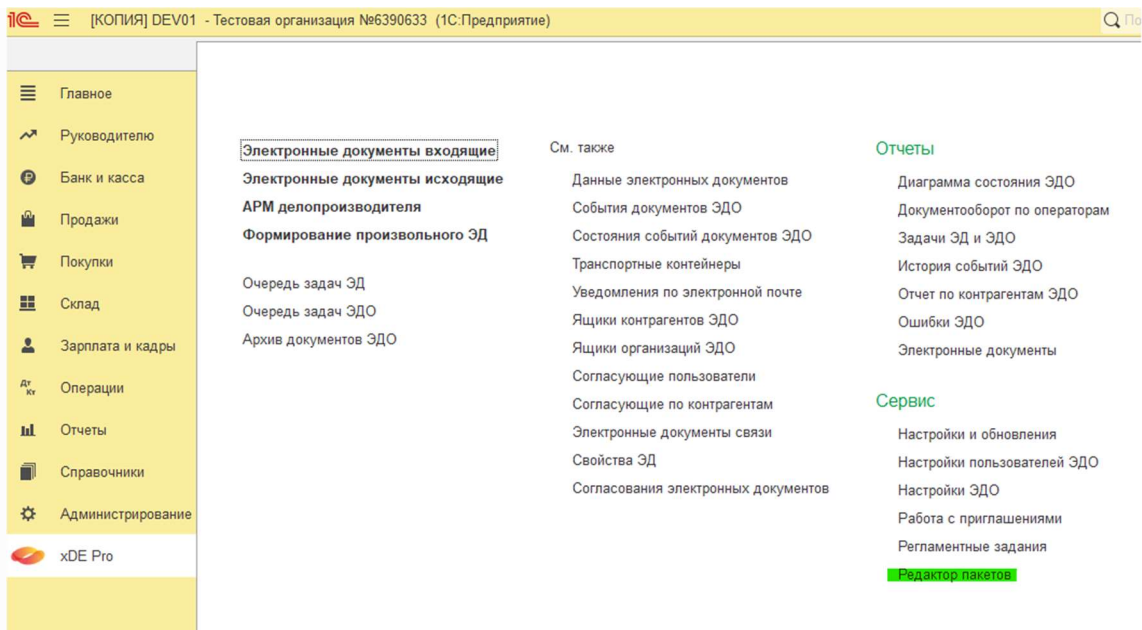 1С [КОПИЯ] DEV01 - Тестовая организация №6390633 (1С:Предприятие)
По
Главное
Руководителю
Банк и касса
Продажи
Покупки
Склад
Зарплата и кадры
Дт Кт Операции
Отчеты
Справочники
Администрирование
xDE Pro
Электронные документы входящие
Электронные документы исходящие
АРМ делопроизводителя
Формирование произвольного ЭД
Очередь задач ЭД
Очередь задач ЭДО
Архив документов ЭДО
См. также
Данные электронных документов
События документов ЭДО
Состояния событий документов ЭДО
Транспортные контейнеры
Уведомления по электронной почте
Ящики контрагентов ЭДО
Ящики организаций ЭДО
Согласующие пользователи
Согласующие по контрагентам
Электронные документы связи
Свойства ЭД
Согласования электронных документов
Отчеты
Диаграмма состояния ЭДО
Документооборот по операторам
Задачи ЭД и ЭДО
История событий ЭДО
Отчет по контрагентам ЭДО
Ошибки ЭДО
Электронные документы
Сервис
Настройки и обновления
Настройки пользователей ЭДО
Настройки ЭДО
Работа с приглашениями
Регламентные задания
Редактор пакетов